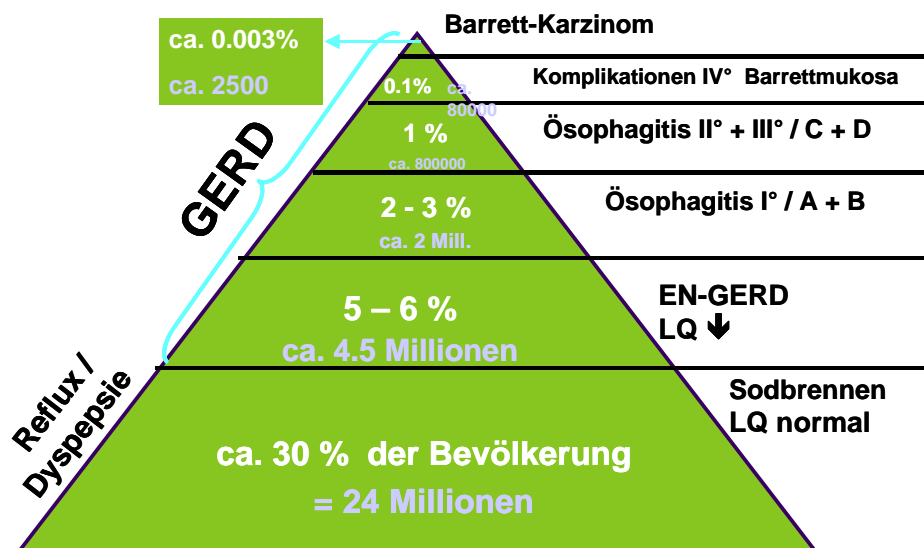 Barrett-Karzinom
ca. 0.003%
ca. 2500
0.1%
ca. 80000
Komplikationen IV° Barrettmukosa
1 %
ca. 800000
Ösophagitis II° + III° / C + D
2 - 3 %
ca. 2 Mill.
Ösophagitis I° / A + B
GERD
5 – 6 %
ca. 4.5 Millionen
EN-GERD
LQ 🡻
Reflux /
Dyspepsie
ca. 30 % der Bevölkerung
= 24 Millionen
Sodbrennen
LQ normal